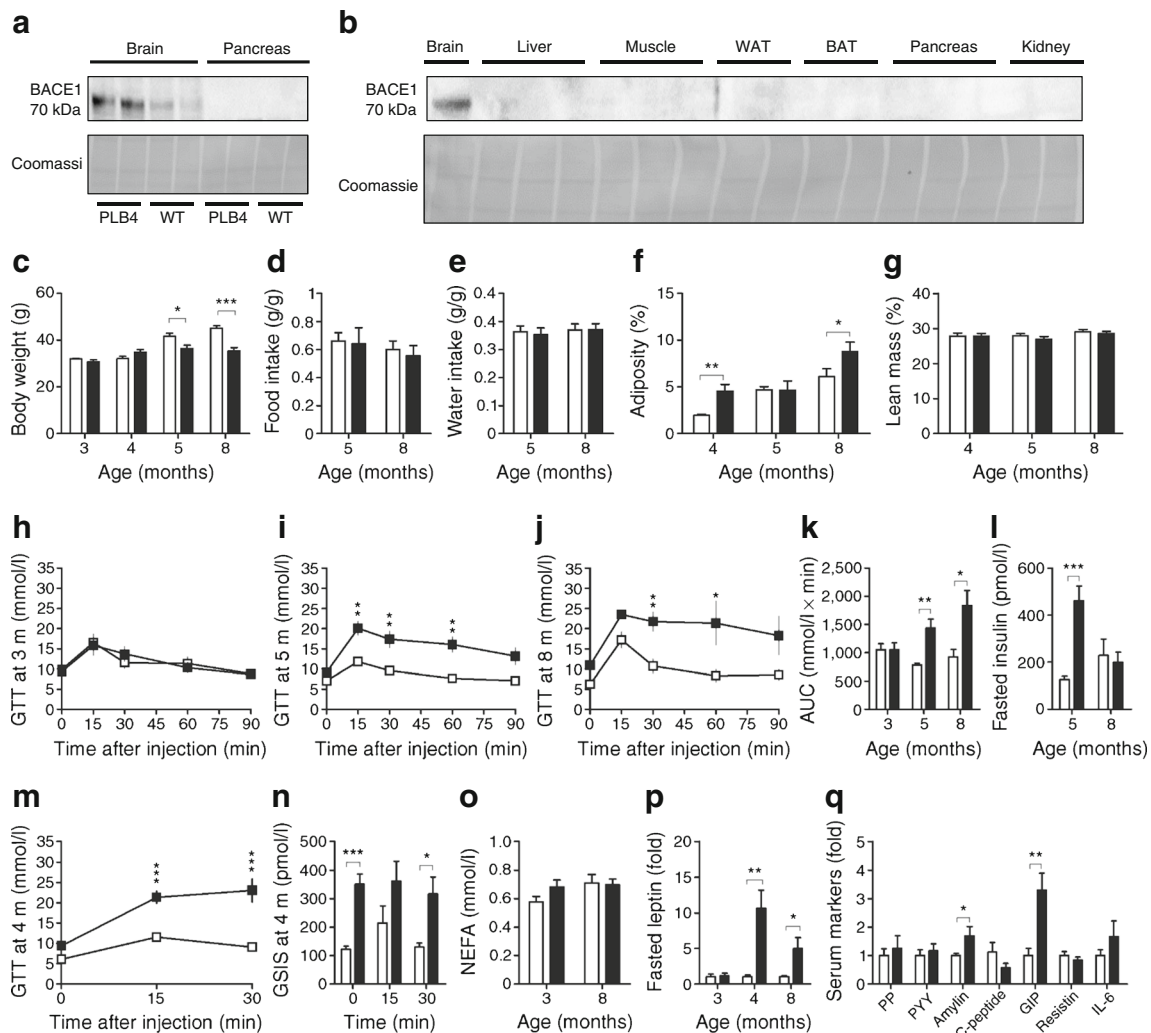 a
Brain Pancreas
BACE1
70 kDa
Coomassi
PLB4 WT PLB4 WT
b
Brain Liver Muscle WAT BAT Pancreas Kidney
BACE1
70 kDa
Coomassie
c
Body weight (g)
60
40
20
0
* ***
3 4 5 8
Age (months)
d
Food intake (g/g)
1
0.8
0.6
0.4
0.2
0
5 8
Age (months)
e
Water intake (g/g)
0.4
0.3
0.2
0.1
0
5 8
Age (months)
f
Adiposity (%)
15
10
5
0
** *
4 5 8
Age (months)
g
Lean mass (%)
40
30
20
10
0
4 5 8
Age (months)
h
GTT at 3 m (mmol/l)
35
30
25
20
15
10
5
0
0 15 30 45 60 75 90
Time after injection (min)
i
GTT at 5 m (mmol/l)
35
30
25
20
15
10
5
0
** ** **
0 15 30 45 60 75 90
Time after injection (min)
j
GTT at 8 m (mmol/l)
35
30
25
20
15
10
5
0
** *
0 15 30 45 60 75 90
Time after injection (min)
k
AUC (mmol/l × min)
2,500
2,000
1,500
1,000
500
0
** *
3 5 8
Age (months)
l
Fasted insulin (pmol/l)
600
400
200
0
***
5 8
Age (months)
m
GTT at 4 m (mmol/l)
35
30
25
20
15
10
5
0
*** ***
0 15 30
Time after injection (min)
n
GSIS at 4 m (pmol/l)
500
400
300
200
100
0
*** *
0 15 30
Time (min)
o
NEFA (mmol/l)
1.0
0.8
0.6
0.4
0.2
0
3 8
Age (months)
p
Fasted leptin (fold)
20
15
10
5
0
** *
3 4 8
Age (months)
q
Serum markers (fold)
5
4
3
2
1
0
* **
PP PYY Amylin C-peptide GIP Resistin IL-6